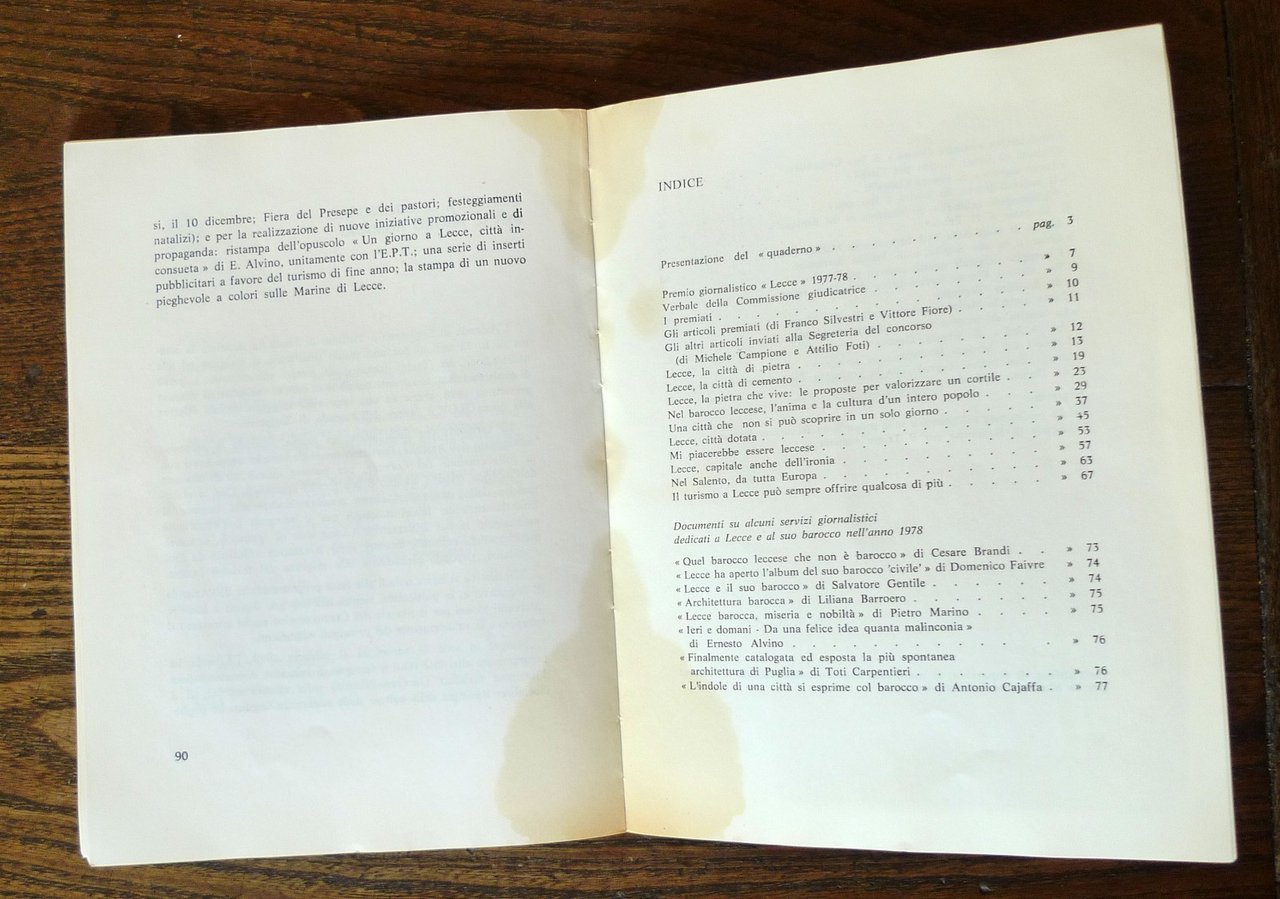 si, il 10 dicembre; Fiera del Presepe e dei pastori; festeggiamenti
natalizi); e per la realizzazione di nuove iniziative promozionali e di
propaganda: ristampa dell'opuscolo « Un giorno a Lecce, città in-
consueta » di E. Alvino, unitamente con l'E.P.T.; una serie di inserti
pubblicitari a favore del turismo di fine anno; la stampa di un nuovo
pieghevole a colori sulle Marine di Lecce.
90
INDICE
Presentazione del « quaderno » . . . . . . . . . . pag. 3
Premio giornalistico « Lecce » 1977-78 . . . . . . . . » 7
Verbale della Commissione giudicatrice . . . . . . . . » 9
I premiati . . . . . . . . . . . . . . » 10
Gli articoli premiati (di Franco Silvestri e Vittore Fiore) . . . . » 11
Gli altri articoli inviati alla Segreteria del concorso
(di Michele Campione e Attilio Foti) . . . . . . . » 12
Lecce, la città di pietra . . . . . . . . . . . » 13
Lecce, la città di cemento . . . . . . . . . . . » 19
Lecce, la pietra che vive: le proposte per valorizzare un cortile . . » 23
Nel barocco leccese, l'anima e la cultura d'un intero popolo . . . » 29
Una città che non si può scoprire in un solo giorno . . . . . » 37
Lecce, città dotata . . . . . . . . . . . . » 45
Mi piacerebbe essere leccese . . . . . . . . . . » 53
Lecce, capitale anche dell'ironia . . . . . . . . . » 57
Nel Salento, da tutta Europa . . . . . . . . . . » 63
Il turismo a Lecce può sempre offrire qualcosa di più . . . . . » 67
Documenti su alcuni servizi giornalistici
dedicati a Lecce e al suo barocco nell'anno 1978
« Quel barocco leccese che non è barocco » di Cesare Brandi . . » 73
« Lecce ha aperto l'album del suo barocco 'civile' » di Domenico Faivre » 74
« Lecce e il suo barocco » di Salvatore Gentile . . . . . . » 74
« Architettura barocca » di Liliana Barroero . . . . . . . » 75
« Lecce barocca, miseria e nobiltà » di Pietro Marino . . . . » 75
« Ieri e domani - Da una felice idea quanta malinconia »
di Ernesto Alvino . . . . . . . . . . . » 76
« Finalmente catalogata ed esposta la più spontanea
architettura di Puglia » di Toti Carpentieri . . . . . . » 76
« L'indole di una città si esprime col barocco » di Antonio Cajaffa . » 77